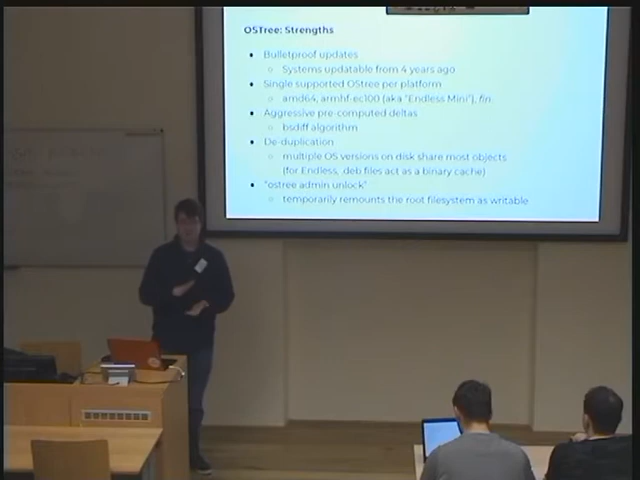 OSTree: Strengths
• Bulletproof updates
○ Systems updatable from 4 years ago
• Single supported OStree per platform
○ amd64, armhf-ec100 (aka "Endless Mini"), fin.
• Aggressive pre-computed deltas
○ bsdiff algorithm
• De-duplication
○ multiple OS versions on disk share most objects
(for Endless, .deb files act as a binary cache)
• "ostree admin unlock"
○ temporarily remounts the root filesystem as writable